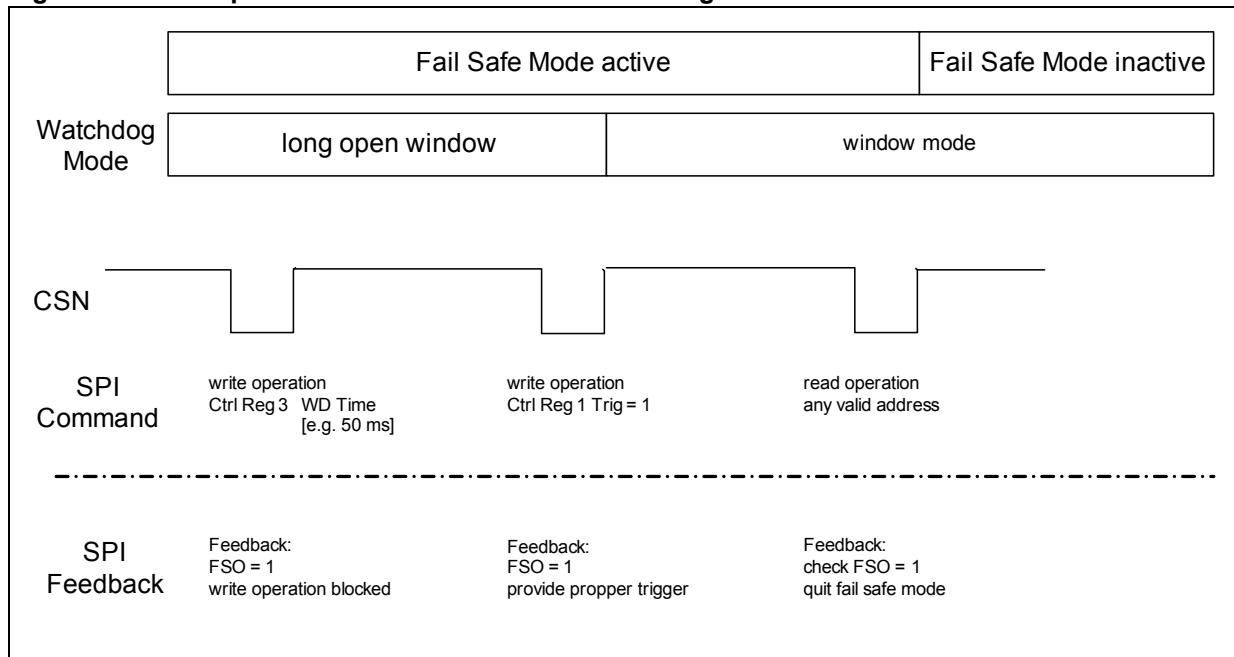 Fail Safe Mode active
Fail Safe Mode inactive
Watchdog
Mode
long open window
window mode
CSN
SPI
Command
write operation
Ctrl Reg 3 WD Time
[e.g. 50 ms]
write operation
Ctrl Reg 1 Trig = 1
read operation
any valid address
SPI
Feedback
Feedback:
FSO = 1
write operation blocked
Feedback:
FSO = 1
provide propper trigger
Feedback:
check FSO = 1
quit fail safe mode